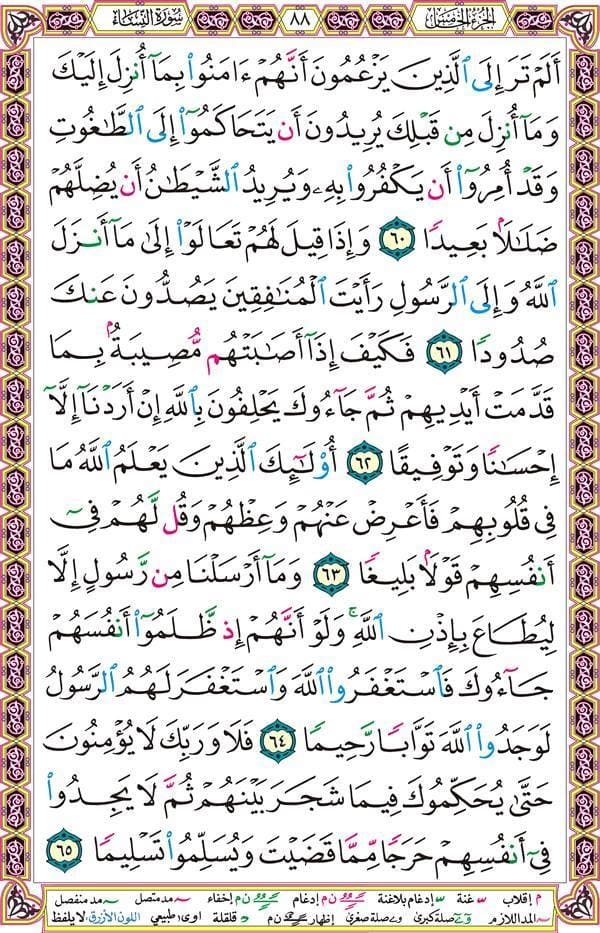 الجزء الخامس ٨٨ سورة النساء
أَلَمْ تَرَ إِلَى ٱلَّذِينَ يَزْعُمُونَ أَنَّهُمْ ءَامَنُوا۟ بِمَآ أُنزِلَ إِلَيْكَ
وَمَآ أُنزِلَ مِن قَبْلِكَ يُرِيدُونَ أَن يَتَحَاكَمُوٓا۟ إِلَى ٱلطَّـٰغُوتِ
وَقَدْ أُمِرُوٓا۟ أَن يَكْفُرُوا۟ بِهِۦ وَيُرِيدُ ٱلشَّيْطَـٰنُ أَن يُضِلَّهُمْ
ضَلَـٰلًۢا بَعِيدًا ٦٠ وَإِذَا قِيلَ لَهُمْ تَعَالَوْا۟ إِلَىٰ مَآ أَنزَلَ
ٱللَّهُ وَإِلَى ٱلرَّسُولِ رَأَيْتَ ٱلْمُنَـٰفِقِينَ يَصُدُّونَ عَنكَ
صُدُودًا ٦١ فَكَيْفَ إِذَآ أَصَـٰبَتْهُم مُّصِيبَةٌۢ بِمَا
قَدَّمَتْ أَيْدِيهِمْ ثُمَّ جَآءُوكَ يَحْلِفُونَ بِٱللَّهِ إِنْ أَرَدْنَآ إِلَّآ
إِحْسَـٰنًا وَتَوْفِيقًا ٦٢ أُو۟لَـٰٓئِكَ ٱلَّذِينَ يَعْلَمُ ٱللَّهُ مَا
فِى قُلُوبِهِمْ فَأَعْرِضْ عَنْهُمْ وَعِظْهُمْ وَقُل لَّهُمْ فِىٓ
أَنفُسِهِمْ قَوْلًۢا بَلِيغًا ٦٣ وَمَآ أَرْسَلْنَا مِن رَّسُولٍ إِلَّا
لِيُطَاعَ بِإِذْنِ ٱللَّهِ ۚ وَلَوْ أَنَّهُمْ إِذ ظَّلَمُوٓا۟ أَنفُسَهُمْ
جَآءُوكَ فَٱسْتَغْفَرُوا۟ ٱللَّهَ وَٱسْتَغْفَرَ لَهُمُ ٱلرَّسُولُ
لَوَجَدُوا۟ ٱللَّهَ تَوَّابًا رَّحِيمًا ٦٤ فَلَا وَرَبِّكَ لَا يُؤْمِنُونَ
حَتَّىٰ يُحَكِّمُوكَ فِيمَا شَجَرَ بَيْنَهُمْ ثُمَّ لَا يَجِدُوا۟
فِىٓ أَنفُسِهِمْ حَرَجًا مِّمَّا قَضَيْتَ وَيُسَلِّمُوا۟ تَسْلِيمًا ٦٥
م إقلاب غنة إدغام بلاغنة ن م إدغام ن م إخفاء مد متصل مد منفصل
المد اللازم صلة كبرى صلة صغرى إظهار ن م قلقلة اوى طبيعي اللون الأزرق لا يلفظ